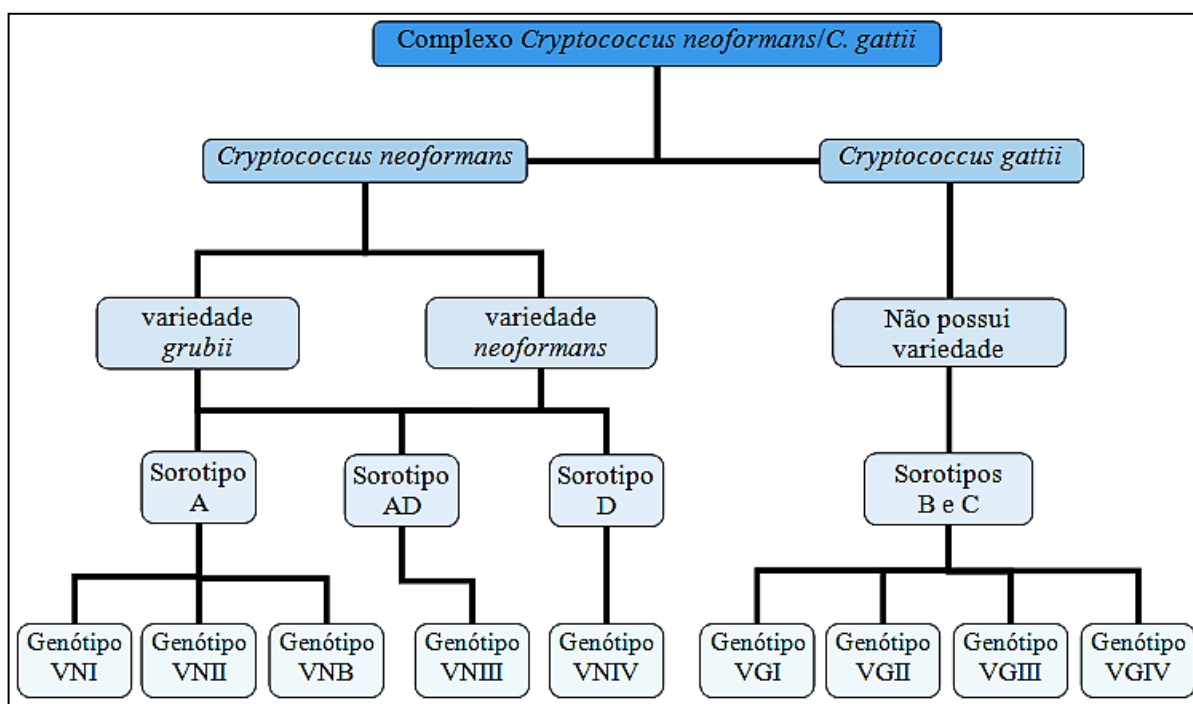 Complexo Cryptococcus neoformans/C. gattii
Cryptococcus neoformans
Cryptococcus gattii
variedade
grubii
variedade
neoformans
Não possui
variedade
Sorotipo
A
Sorotipo
AD
Sorotipo
D
Sorotipos
B e C
Genótipo
VNI
Genótipo
VNII
Genótipo
VNB
Genótipo
VNIII
Genótipo
VNIV
Genótipo
VGI
Genótipo
VGII
Genótipo
VGIII
Genótipo
VGIV